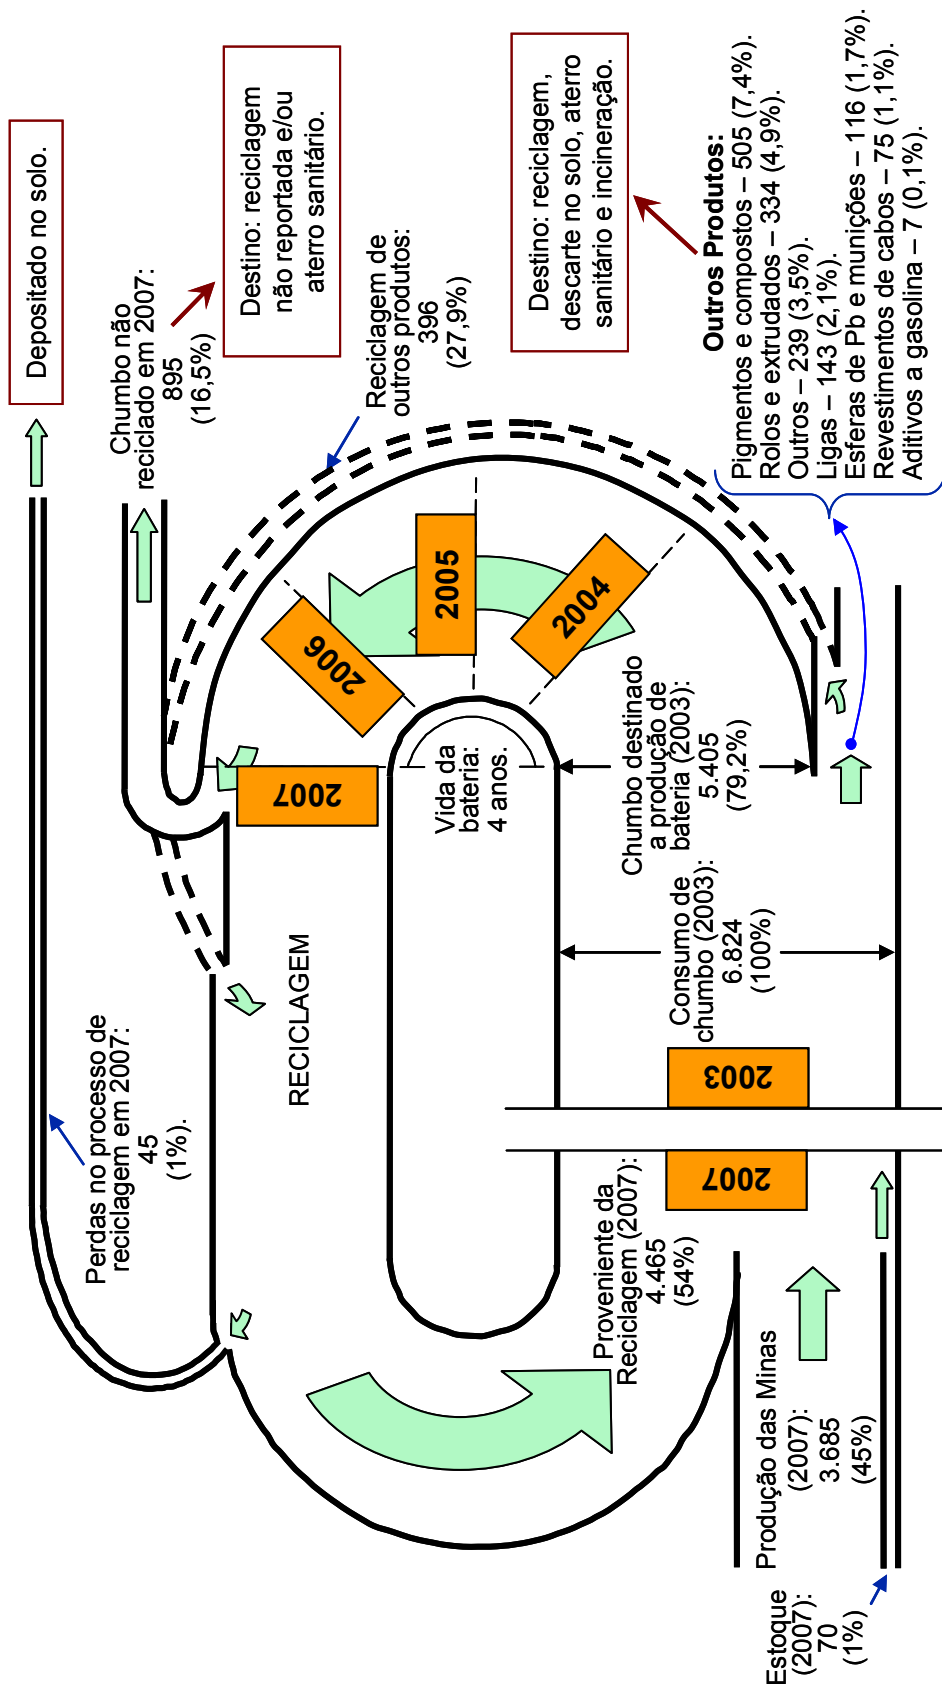 Depositado no solo.
Perdas no processo de
reciclagem em 2007:
45
(1%).
Chumbo não
reciclado em 2007:
895
(16,5%)
Destino: reciclagem
não reportada e/ou
aterro sanitário.
RECICLAGEM
2007
2006
2005
2004
Reciclagem de
outros produtos:
396
(27,9%)
Vida da
bateria:
4 anos.
Destino: reciclagem,
descarte no solo, aterro
sanitário e incineração.
Proveniente da
Reciclagem (2007):
4.465
(54%)
2007
2003
Consumo de
chumbo (2003):
6.824
(100%)
Chumbo destinado
a produção de
bateria (2003):
5.405
(79,2%)
Outros Produtos:
Pigmentos e compostos – 505 (7,4%).
Rolos e extrudados – 334 (4,9%).
Outros – 239 (3,5%).
Ligas – 143 (2,1%).
Esferas de Pb e munições – 116 (1,7%).
Revestimentos de cabos – 75 (1,1%).
Aditivos a gasolina – 7 (0,1%).
Produção das Minas
(2007):
3.685
(45%)
Estoque
(2007):
70
(1%)